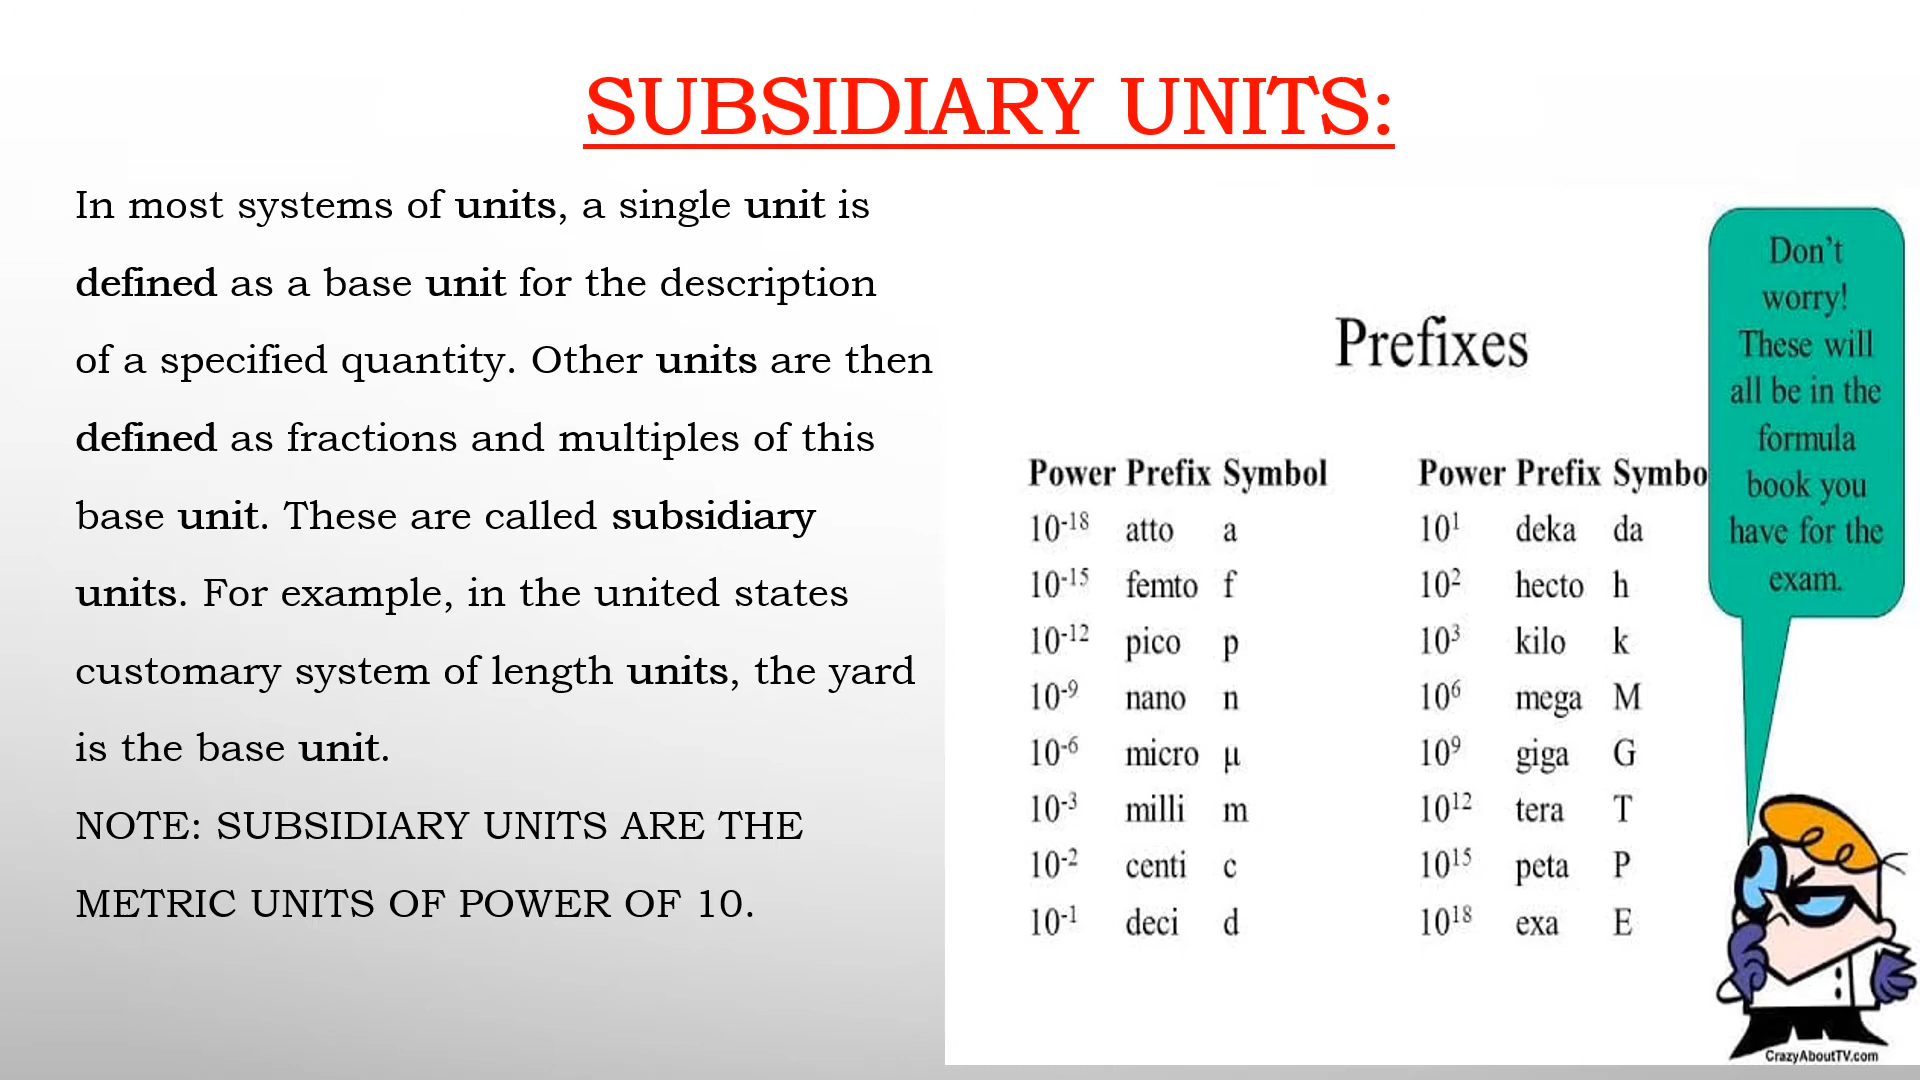 SUBSIDIARY UNITS:
In most systems of units, a single unit is
defined as a base unit for the description
of a specified quantity. Other units are then
defined as fractions and multiples of this
base unit. These are called subsidiary
units. For example, in the united states
customary system of length units, the yard
is the base unit.
NOTE: SUBSIDIARY UNITS ARE THE
METRIC UNITS OF POWER OF 10.
Prefixes
Power Prefix Symbol
10⁻¹⁸ atto a
10⁻¹⁵ femto f
10⁻¹² pico p
10⁻⁹ nano n
10⁻⁶ micro μ
10⁻³ milli m
10⁻² centi c
10⁻¹ deci d
Power Prefix Symbo
10¹ deka da
10² hecto h
10³ kilo k
10⁶ mega M
10⁹ giga G
10¹² tera T
10¹⁵ peta P
10¹⁸ exa E
Don't
worry!
These will
all be in the
formula
book you
have for the
exam.
CrazyAboutTV.com